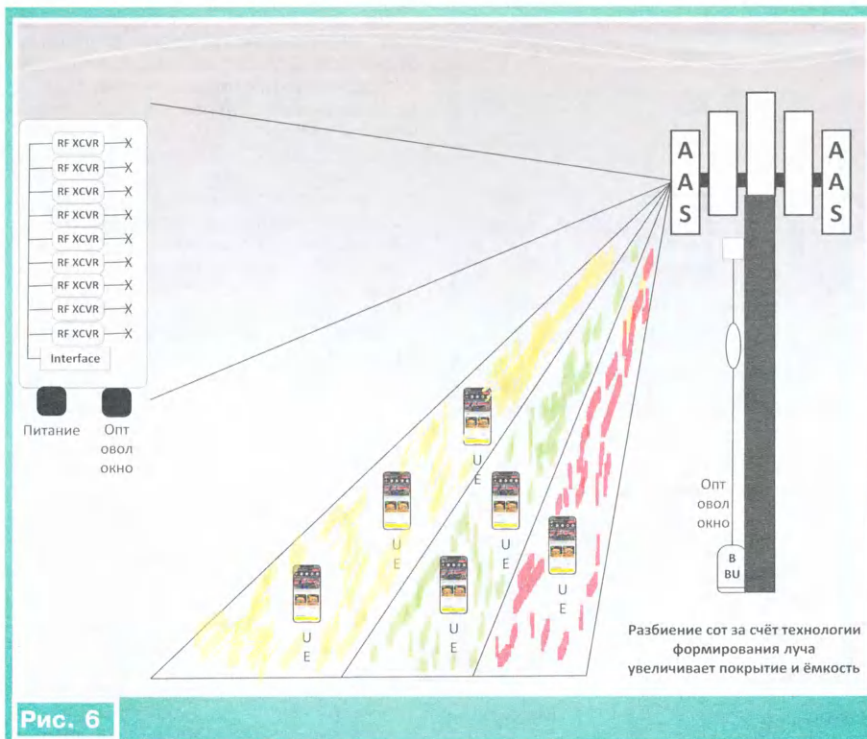 RF XCVR
RF XCVR
RF XCVR
RF XCVR
RF XCVR
RF XCVR
RF XCVR
RF XCVR
RF XCVR
Interface
Питание
Опт
овол
окно
A
A
S
A
A
S
U
E
U
E
U
E
U
E
U
E
U
E
Опт
овол
окно
B
BU
Разбиение сот за счёт технологии
формирования луча
увеличивает покрытие и ёмкость
Рис. 6